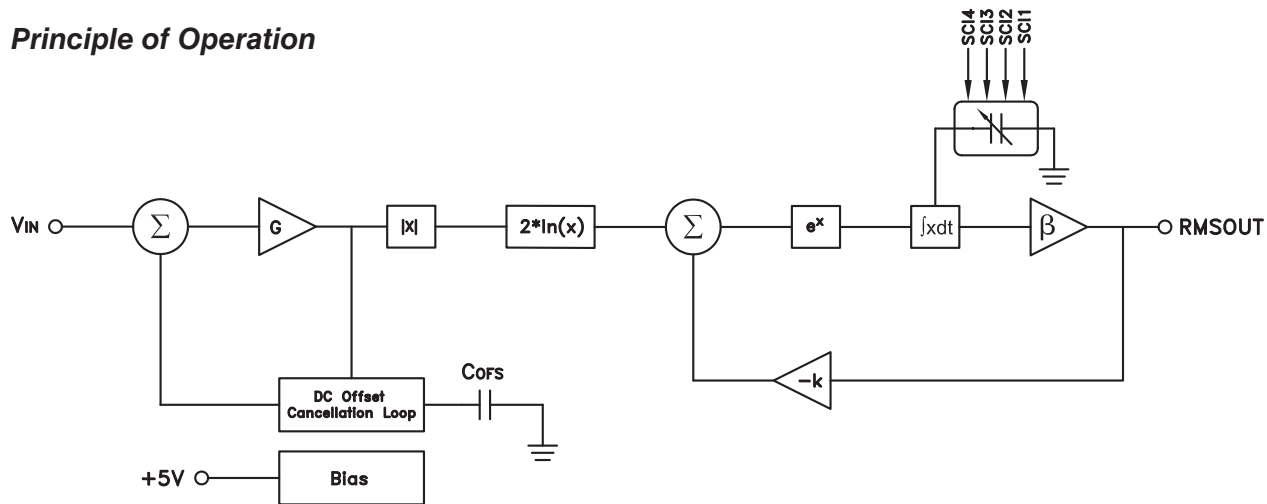 Principle of Operation
SCI4
SCI3
SCI2
SCI1
VIN
Σ
G
|x|
2*ln(x)
Σ
e^x
∫xdt
β
RMSOUT
-k
DC Offset
Cancellation Loop
COFS
+5V
Bias